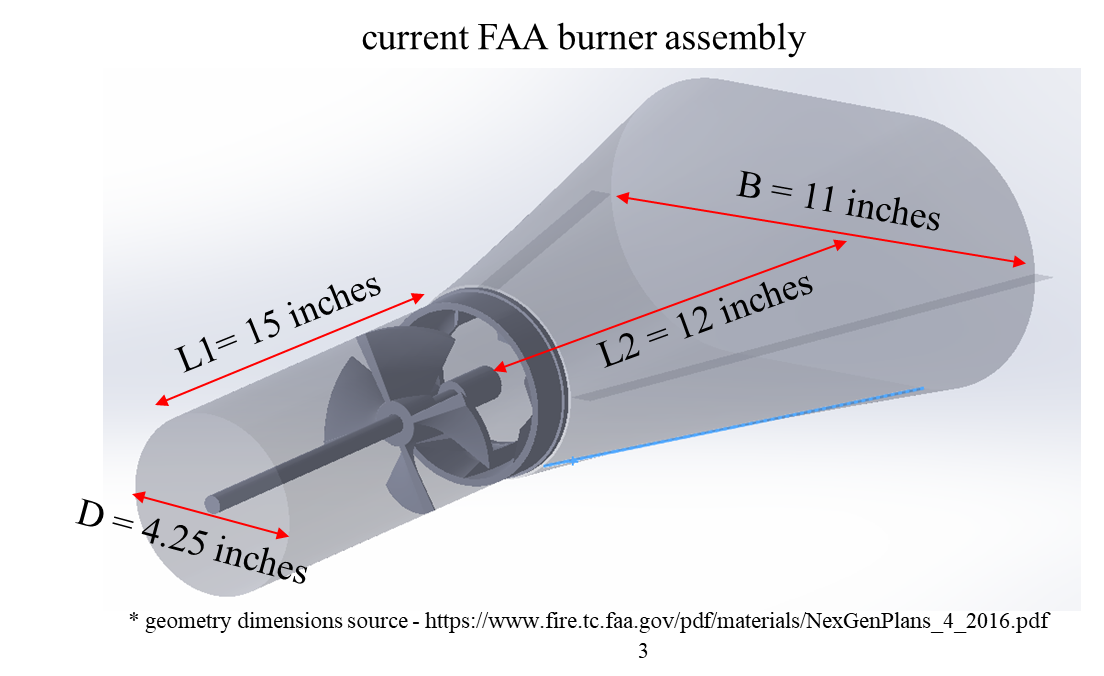 current FAA burner assembly
B = 11 inches
L1= 15 inches
L2 = 12 inches
D = 4.25 inches
* geometry dimensions source - https://www.fire.tc.faa.gov/pdf/materials/NexGenPlans_4_2016.pdf
3